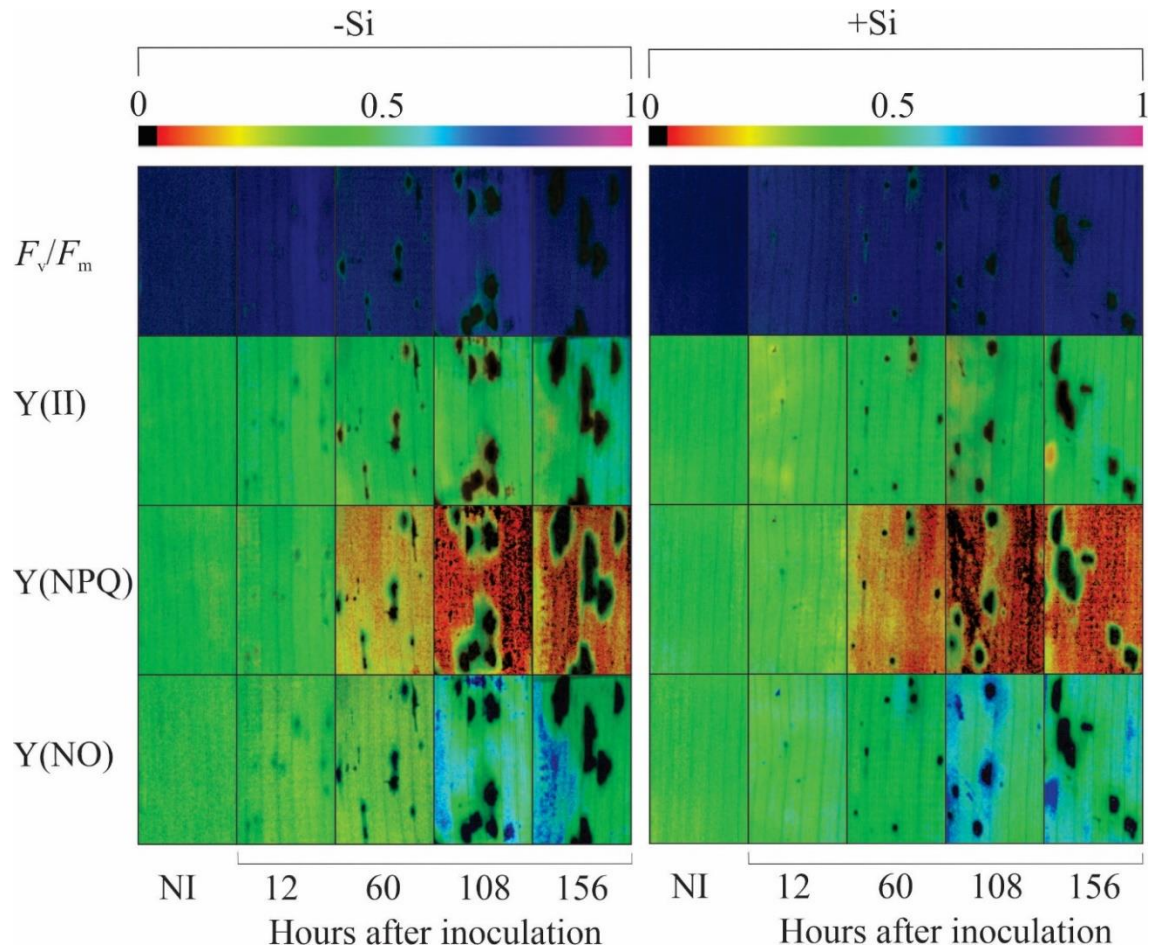 -Si +Si
0 0.5 1 0 0.5 1
Fv/Fm
Y(II)
Y(NPQ)
Y(NO)
NI 12 60 108 156 NI 12 60 108 156
Hours after inoculation Hours after inoculation